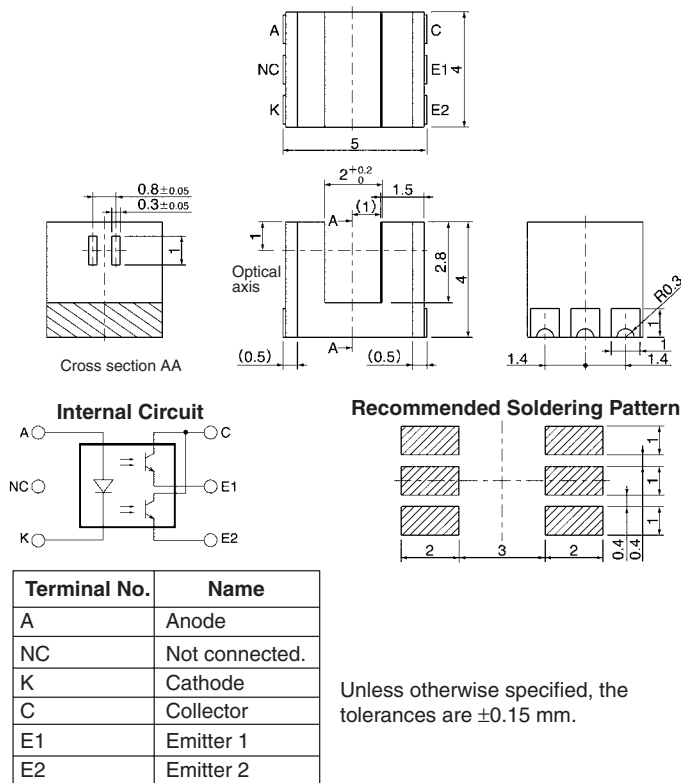 A
C
NC
E1
4
K
E2
5
0.8±0.05
0.3±0.05
1
Cross section AA
2 +0.2 0
1.5
(1)
A
1
Optical
axis
2.8
4
A
(0.5)
(0.5)
R0.3
1
1
1.4
1.4
Internal Circuit
A
C
NC
E1
K
E2
Recommended Soldering Pattern
1
1
1
2
3
2
0.4
0.4
Terminal No. Name
A Anode
NC Not connected.
K Cathode
C Collector
E1 Emitter 1
E2 Emitter 2
Unless otherwise specified, the
tolerances are ±0.15 mm.